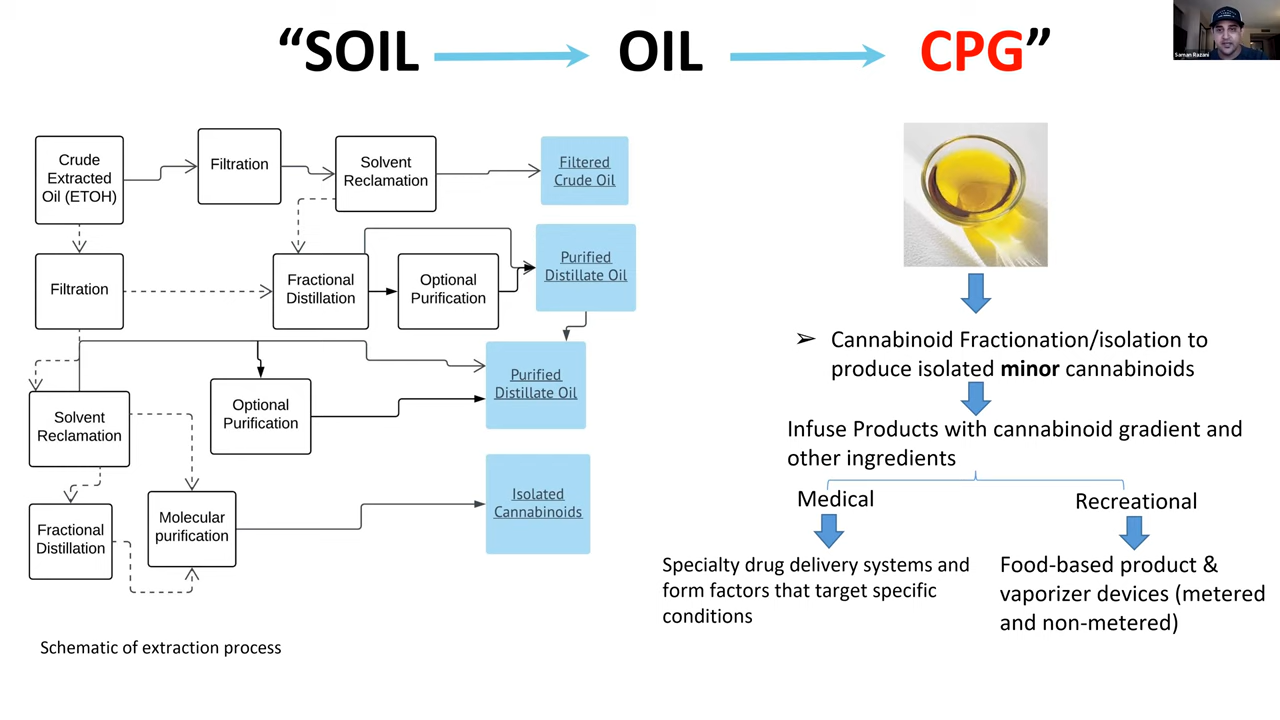 “SOIL OIL CPG”
Saman Razani
Crude
Extracted
Oil (ETOH)
Filtration
Solvent
Reclamation
Filtered
Crude Oil
Filtration
Fractional
Distillation
Optional
Purification
Purified
Distillate Oil
Solvent
Reclamation
Optional
Purification
Purified
Distillate Oil
Fractional
Distillation
Molecular
purification
Isolated
Cannabinoids
Schematic of extraction process
➢ Cannabinoid Fractionation/isolation to
produce isolated minor cannabinoids
Infuse Products with cannabinoid gradient and
other ingredients
Medical
Recreational
Specialty drug delivery systems and
form factors that target specific
conditions
Food-based product &
vaporizer devices (metered
and non-metered)